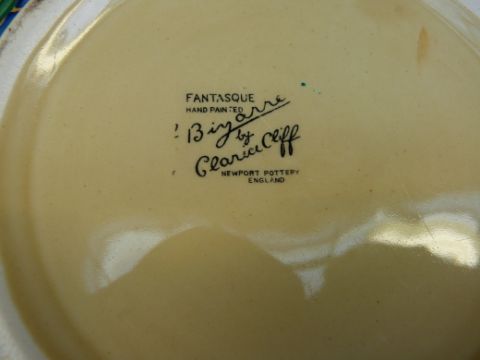 FANTASQUE
HAND PAINTED
Bizarre
by
Clarice Cliff
NEWPORT POTTERY
ENGLAND